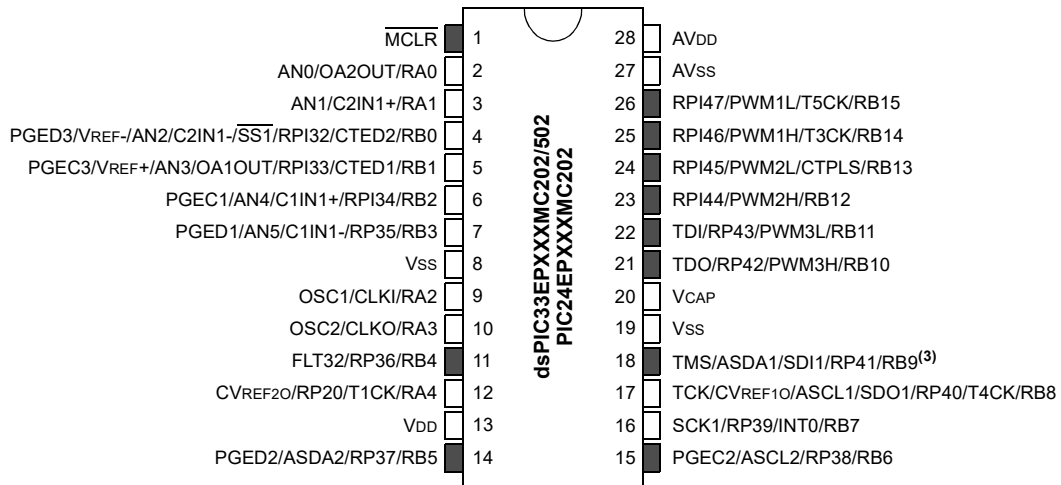 MCLR 1 28 AVDD
AN0/OA2OUT/RA0 2 27 AVSS
AN1/C2IN1+/RA1 3 26 RPI47/PWM1L/T5CK/RB15
PGED3/VREF-/AN2/C2IN1-/SS1/RPI32/CTED2/RB0 4 25 RPI46/PWM1H/T3CK/RB14
PGEC3/VREF+/AN3/OA1OUT/RPI33/CTED1/RB1 5 24 RPI45/PWM2L/CTPLS/RB13
PGEC1/AN4/C1IN1+/RPI34/RB2 6 23 RPI44/PWM2H/RB12
PGED1/AN5/C1IN1-/RP35/RB3 7 22 TDI/RP43/PWM3L/RB11
VSS 8 21 TDO/RP42/PWM3H/RB10
OSC1/CLKI/RA2 9 20 VCAP
OSC2/CLKO/RA3 10 19 VSS
FLT32/RP36/RB4 11 18 TMS/ASDA1/SDI1/RP41/RB9(3)
CVREF2O/RP20/T1CK/RA4 12 17 TCK/CVREF1O/ASCL1/SDO1/RP40/T4CK/RB8
VDD 13 16 SCK1/RP39/INT0/RB7
PGED2/ASDA2/RP37/RB5 14 15 PGEC2/ASCL2/RP38/RB6
dsPIC33EPXXXMC202/502
PIC24EPXXXMC202